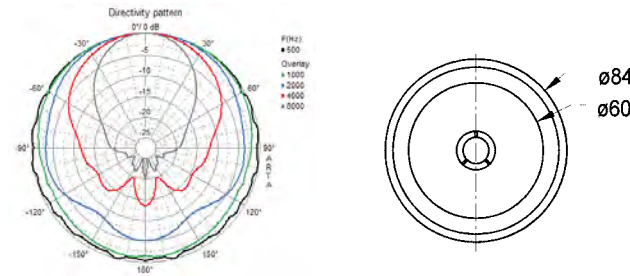 Directivity pattern
0°/ 0 dB
F(Hz):
500
Overlay
1000
2000
4000
8000
-30°
30°
-60°
60°
-90°
90°
-120°
120°
-150°
150°
180°
-5
-10
-15
-20
-25
A
R
T
A
ø84
ø60